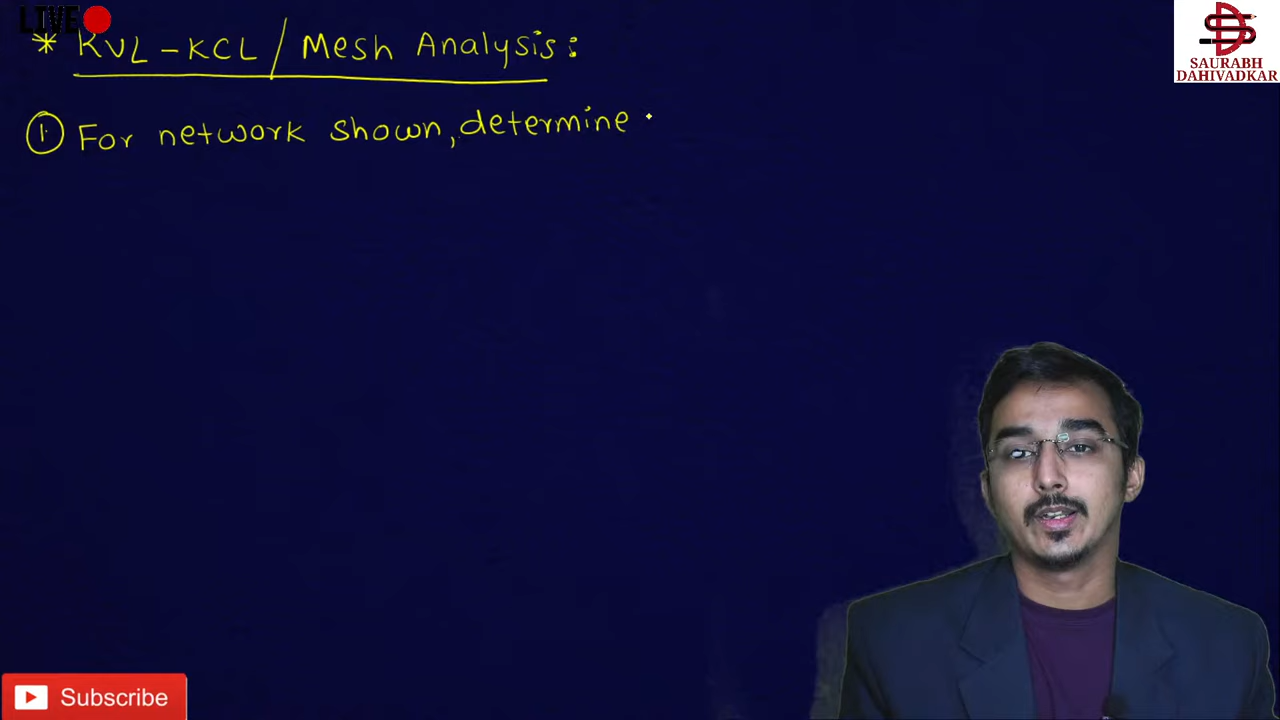 LIVE
* KVL - KCL / Mesh Analysis:
① For network shown, determine
SAURABH
DAHIVADKAR
Subscribe